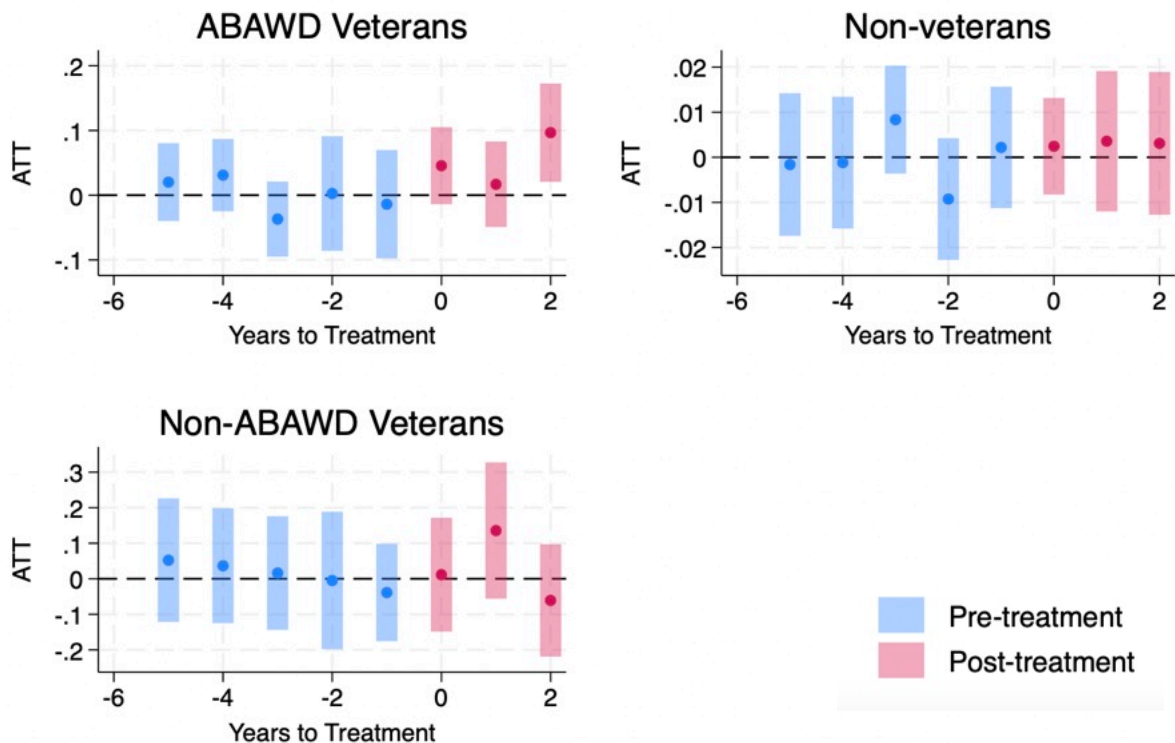 ABAWD Veterans
.2
.1
0
-.1
ATT
-6 -4 -2 0 2
Years to Treatment
Non-veterans
.02
.01
0
-.01
-.02
ATT
-6 -4 -2 0 2
Years to Treatment
Non-ABAWD Veterans
.3
.2
.1
0
-.1
-.2
ATT
-6 -4 -2 0 2
Years to Treatment
Pre-treatment
Post-treatment